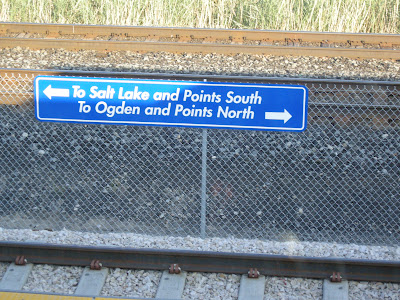 To Salt Lake and Points South
To Ogden and Points North